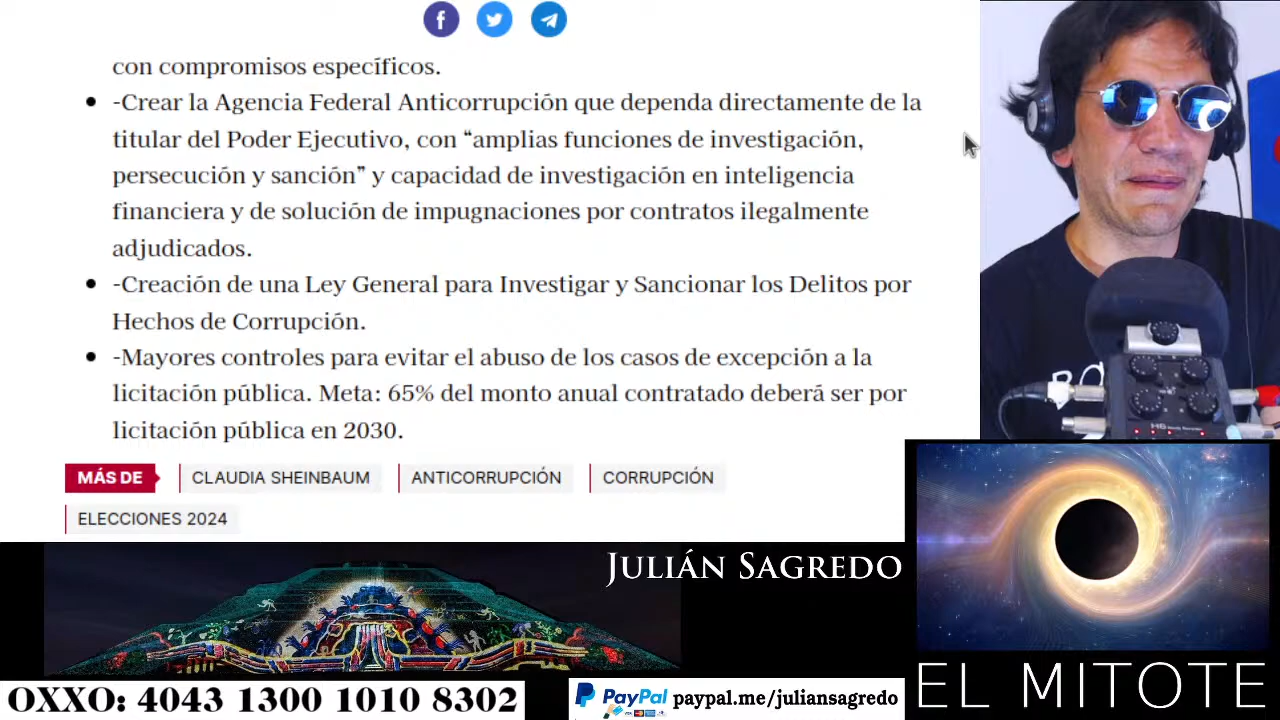 con compromisos específicos.
-Crear la Agencia Federal Anticorrupción que dependa directamente de la
titular del Poder Ejecutivo, con “amplias funciones de investigación,
persecución y sanción” y capacidad de investigación en inteligencia
financiera y de solución de impugnaciones por contratos ilegalmente
adjudicados.
-Creación de una Ley General para Investigar y Sancionar los Delitos por
Hechos de Corrupción.
-Mayores controles para evitar el abuso de los casos de excepción a la
licitación pública. Meta: 65% del monto anual contratado deberá ser por
licitación pública en 2030.
MÁS DE
CLAUDIA SHEINBAUM
ANTICORRUPCIÓN
CORRUPCIÓN
ELECCIONES 2024
JULIÁN SAGREDO
OXXO: 4043 1300 1010 8302
PayPal paypal.me/juliansagredo
EL MITOTE